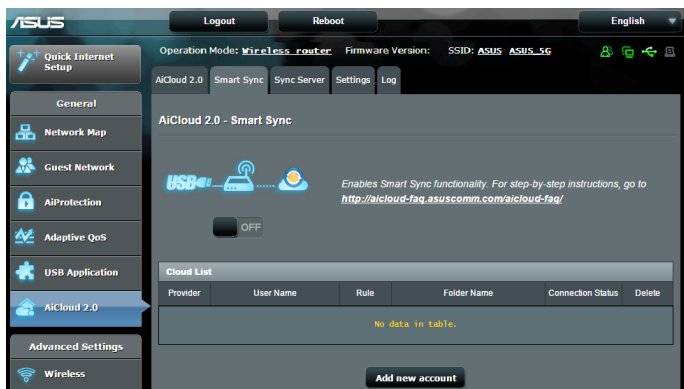 ASUS
Logout
Reboot
English
Quick Internet
Setup
General
Network Map
Guest Network
AiProtection
Adaptive QoS
USB Application
AiCloud 2.0
Advanced Settings
Wireless
Operation Mode: Wireless router Firmware Version: SSID: ASUS ASUS_5G
AiCloud 2.0
Smart Sync
Sync Server
Settings
Log
AiCloud 2.0 - Smart Sync
USB
Enables Smart Sync functionality. For step-by-step instructions, go to
http://aicloud-faq.asuscomm.com/aicloud-faq/
OFF
Cloud List
Provider User Name Rule Folder Name Connection Status Delete
No data in table.
Add new account